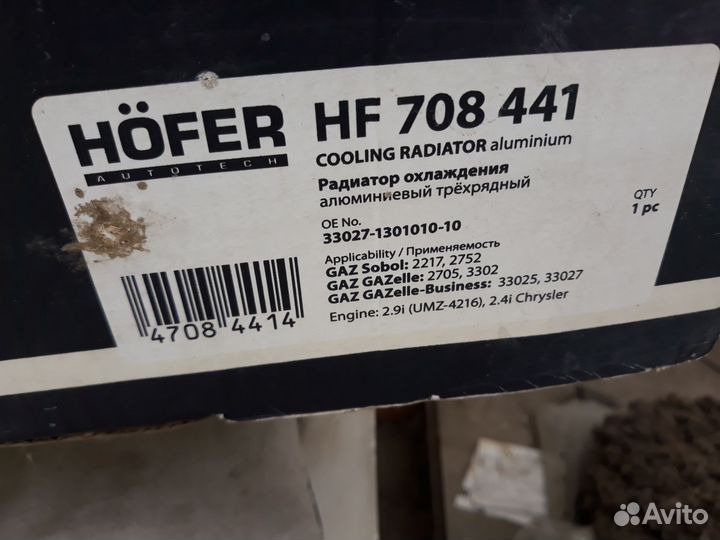 HÖFER
AUTOTECH
HF 708 441
COOLING RADIATOR aluminium
Радиатор охлаждения
алюминиевый трёхрядный
QTY
1 pc
OE No.
33027-1301010-10
Applicability / Применяемость
GAZ Sobol: 2217, 2752
GAZ GAZelle: 2705, 3302
GAZ GAZelle-Business: 33025, 33027
Engine: 2.9i (UMZ-4216), 2.4i Chrysler
4708 4414
Avito